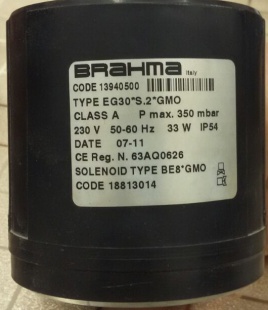 BRAHMA Italy
CODE 13940500
TYPE EG30*S.2*GMO
CLASS A P max. 350 mbar
230 V 50-60 Hz 33 W IP54
DATE 07-11
CE Reg. N. 63AQ0626
SOLENOID TYPE BE8*GMO
CODE 18813014